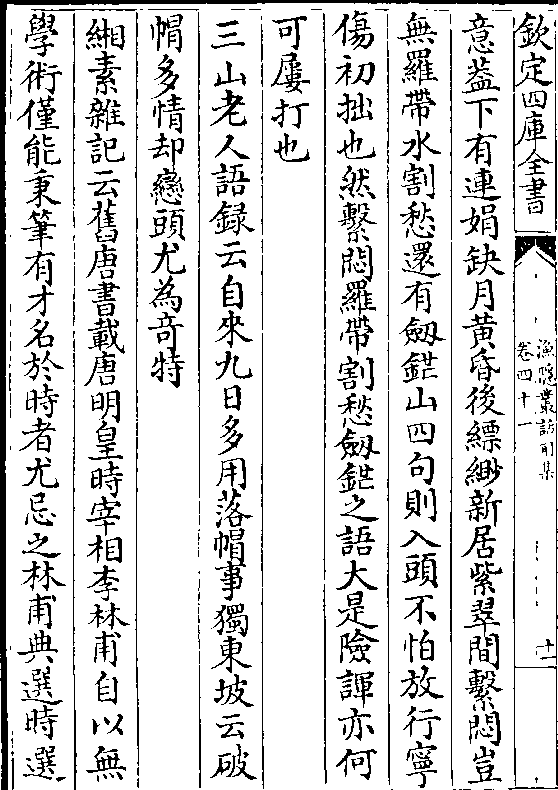 欽定四庫全書
漁隱叢話前集
卷四十一
十一
意葢下有連娟缺月黄昏後縹緲新居紫翠間繫悶豈
無羅帶水割愁還有劔鋩山四句則入頭不怕放行寧
傷初拙也然繫悶羅帶割愁劔鋩之語大是險諢亦何
可屢打也
三山老人語録云自來九日多用落帽事獨東坡云破
帽多情却戀頭尤為竒特
緗素雜記云舊唐書載唐明皇時宰相李林甫自以無
學術僅能秉筆有才名於時者尤忌之林甫典選時選